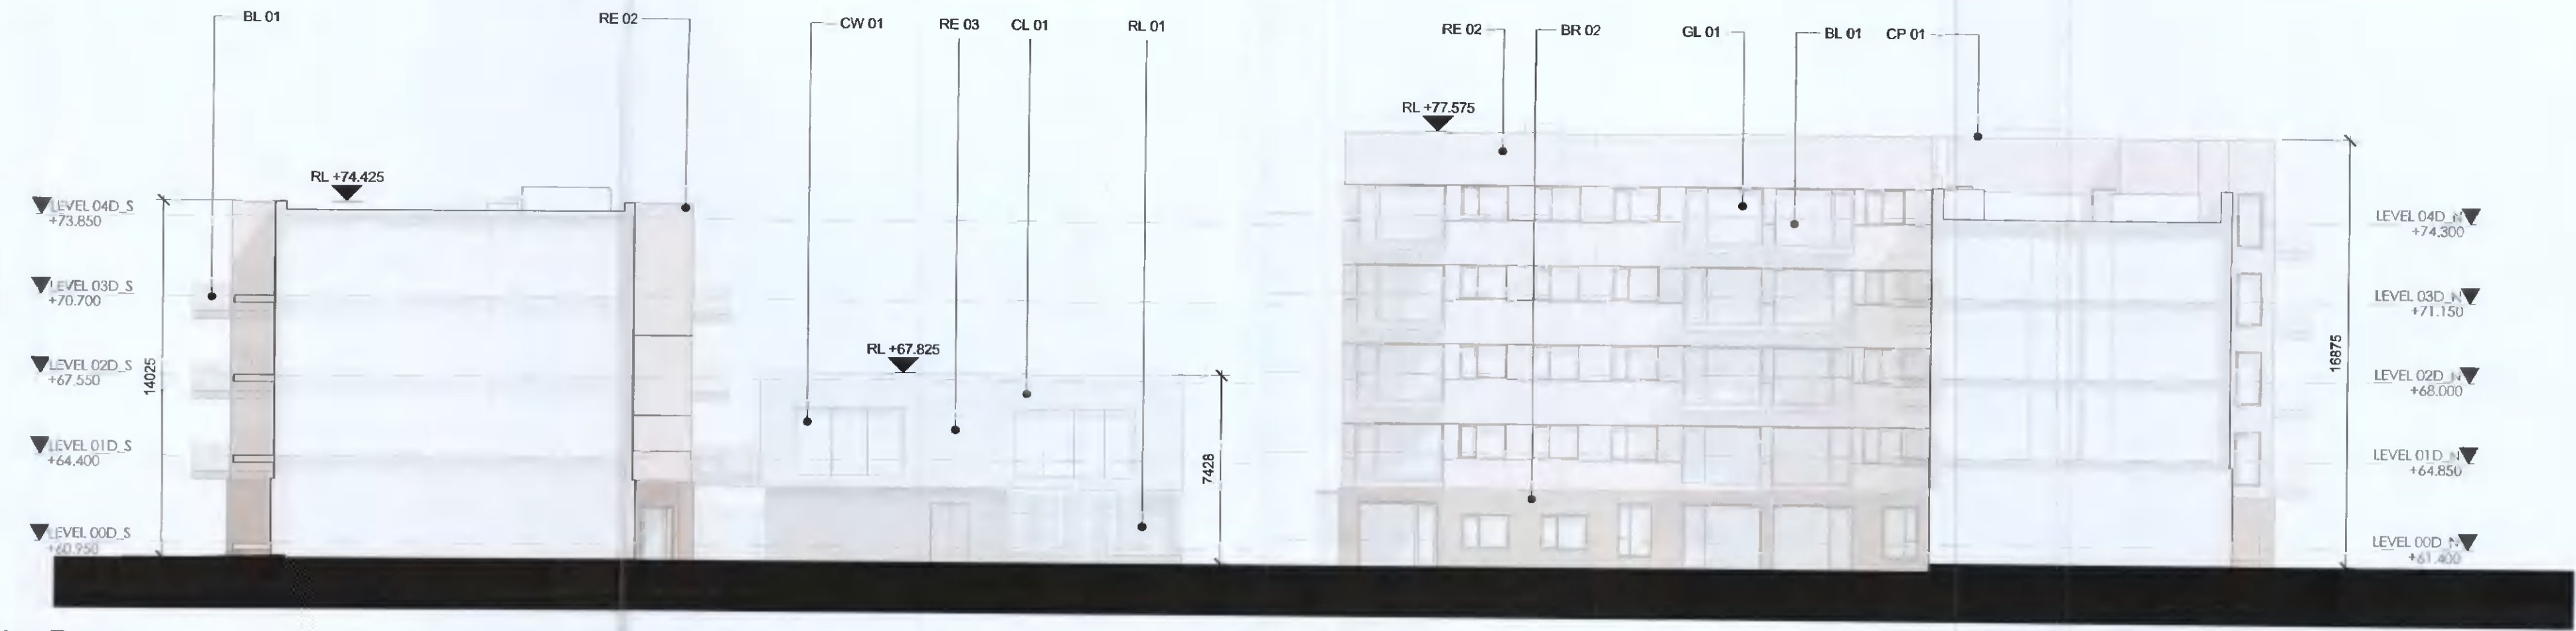 BL 01
RE 02
CW 01
RE 03
CL 01
RL 01
RE 02
BR 02
GL 01
BL 01
CP 01
RL +77.575
RL +74.425
RL +67.825
LEVEL 04D_S
+73.850
LEVEL 03D_S
+70.700
LEVEL 02D_S
+67.550
LEVEL 01D_S
+64.400
LEVEL 00D_S
+60.950
14025
7428
16875
LEVEL 04D_N
+74.300
LEVEL 03D_N
+71.150
LEVEL 02D_N
+68.000
LEVEL 01D_N
+64.850
LEVEL 00D_N
+61.400